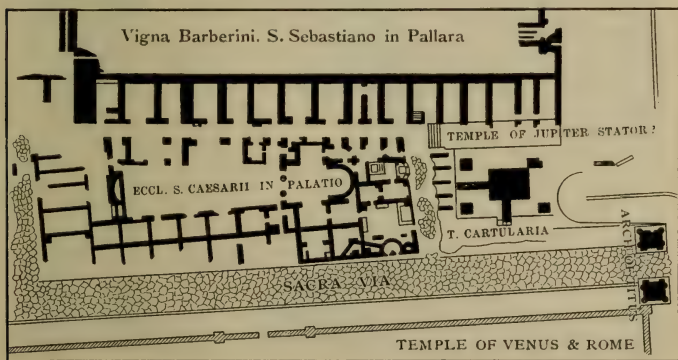 Vigna Barberini. S. Sebastiano in Pallara
TEMPLE OF JUPITER STATOR?
ECCL. S. CAESARII IN PALATIO
T. CARTULARIA
ARCH OF TITUS
SACRA VIA
TEMPLE OF VENUS & ROME